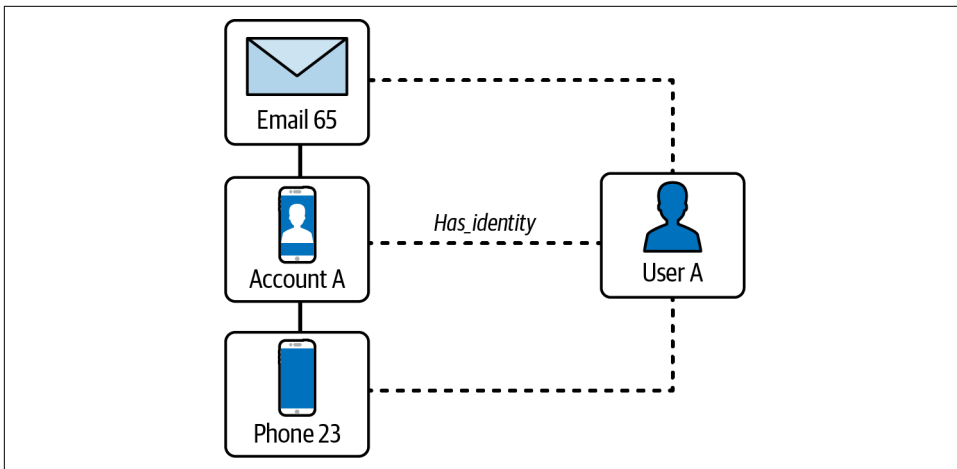 Email 65
Has_identity
Account A
User A
Phone 23